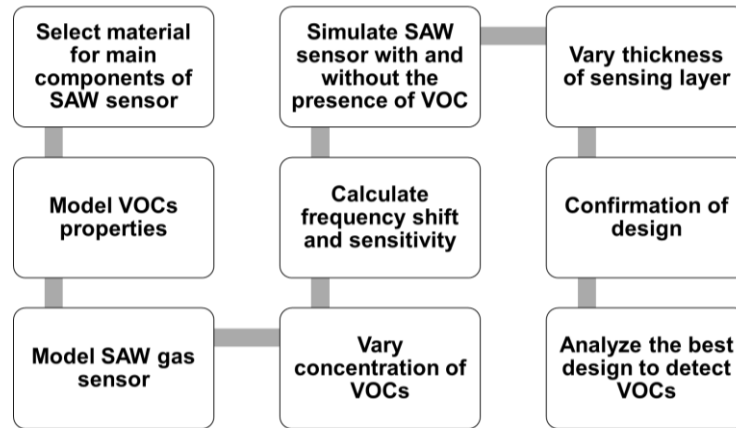 Select material
for main
components of
SAW sensor
Model VOCs
properties
Model SAW gas
sensor
Vary
concentration of
VOCs
Calculate
frequency shift
and sensitivity
Simulate SAW
sensor with and
without the
presence of VOC
Vary thickness
of sensing layer
Confirmation of
design
Analyze the best
design to detect
VOCs